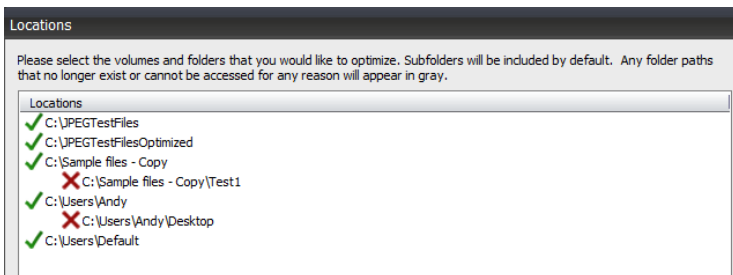 Locations
Please select the volumes and folders that you would like to optimize. Subfolders will be included by default.  Any folder paths
that no longer exist or cannot be accessed for any reason will appear in gray.
Locations
C:\JPEGTestFiles
C:\JPEGTestFilesOptimized
C:\Sample files - Copy
C:\Sample files - Copy\Test1
C:\Users\Andy
C:\Users\Andy\Desktop
C:\Users\Default